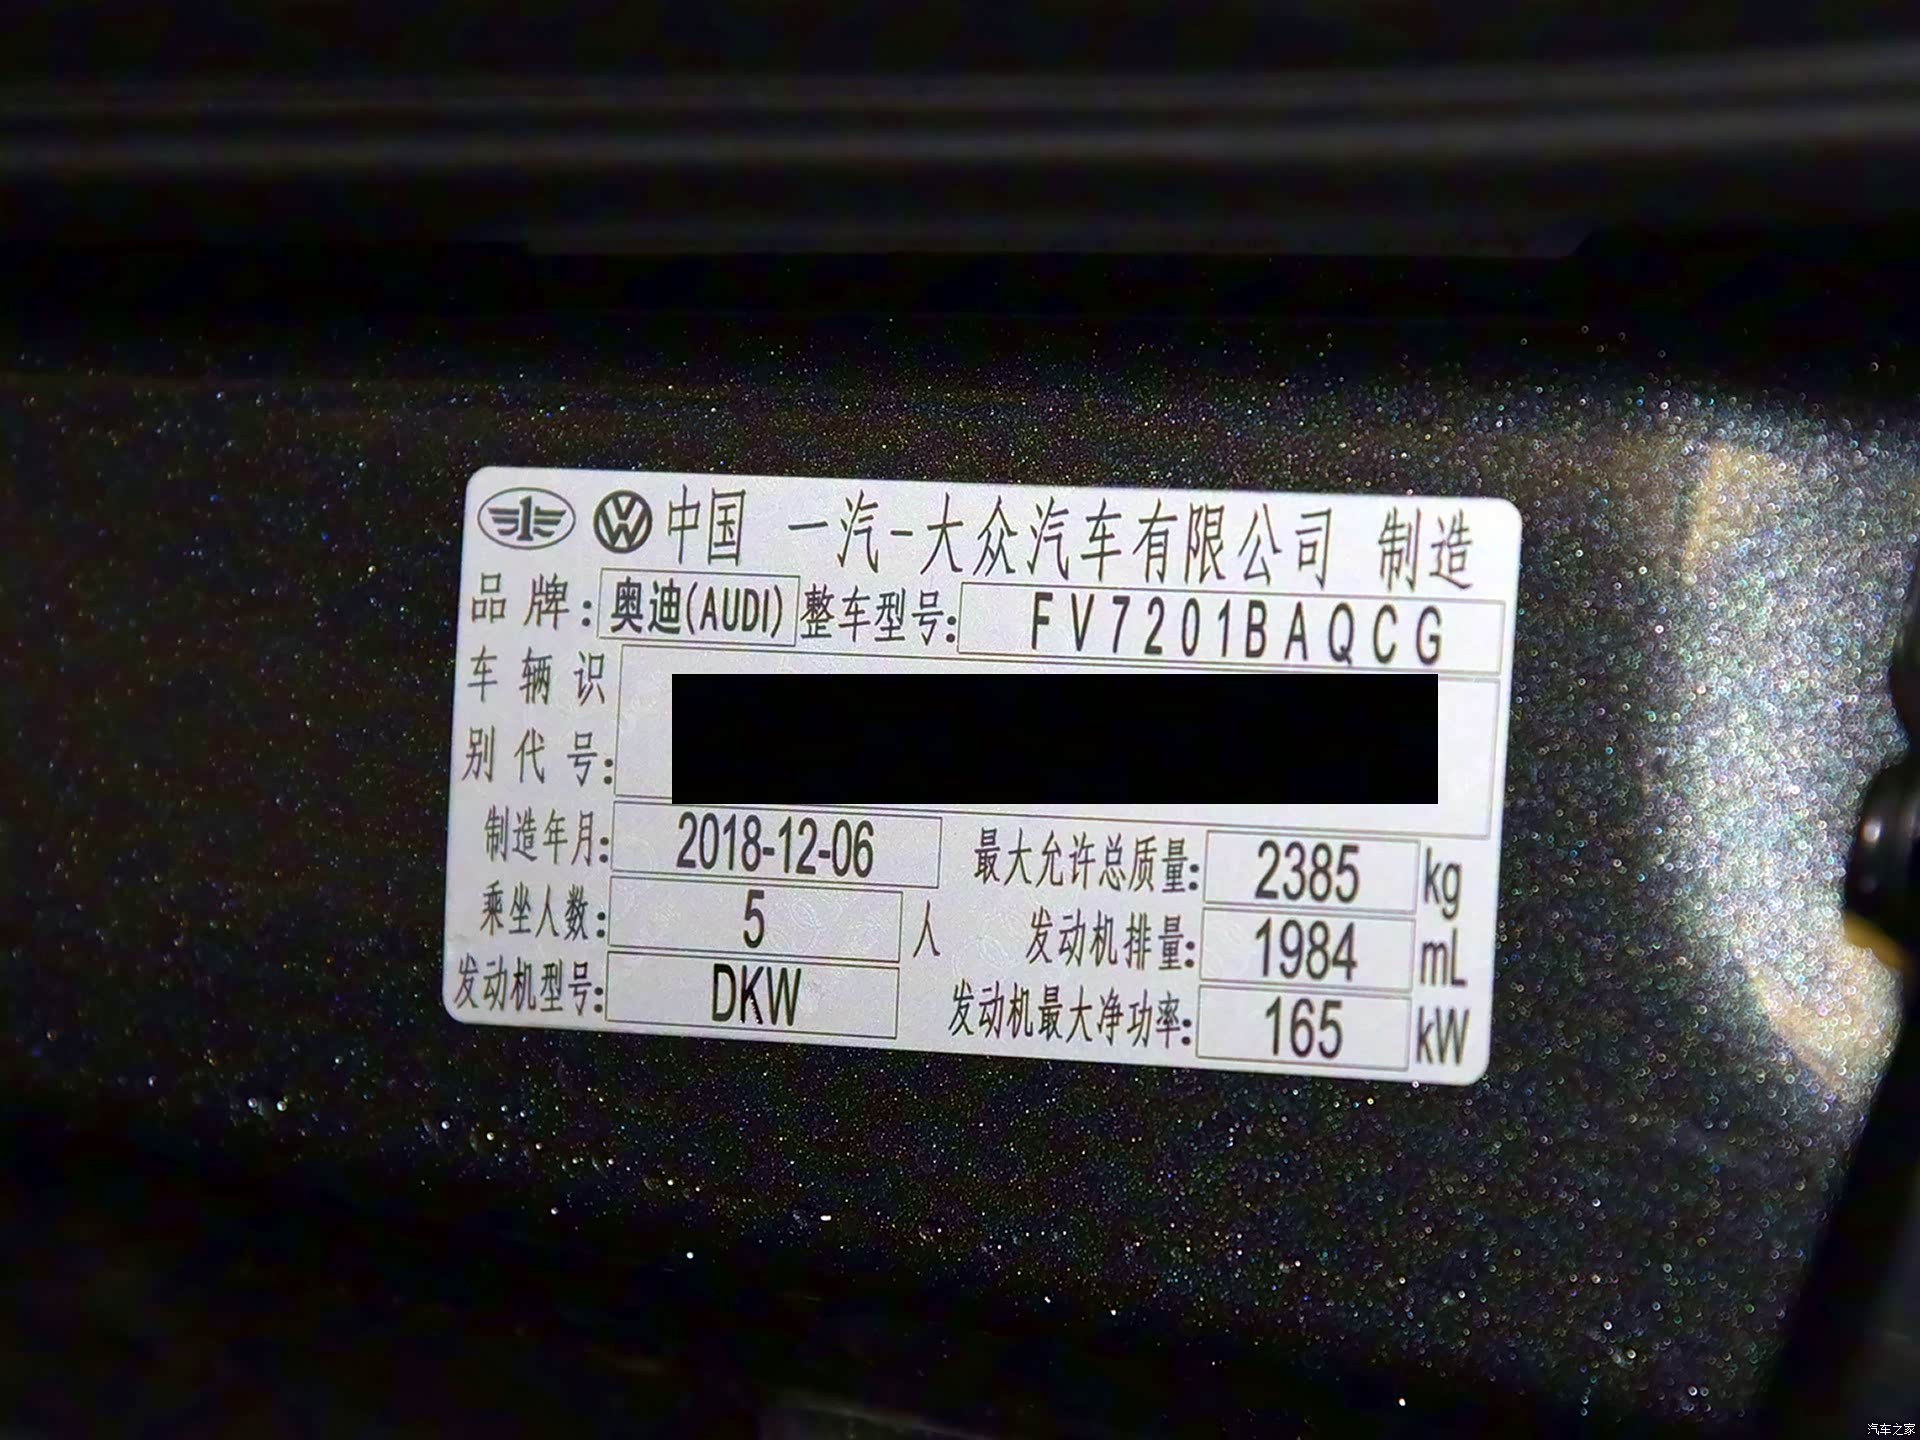 中国 一汽-大众汽车有限公司 制造
品牌: 奥迪(AUDI) 整车型号: FV7201BAQCG
车辆识
别代号:
制造年月: 2018-12-06 最大允许总质量: 2385 kg
乘坐人数: 5 人 发动机排量: 1984 mL
发动机型号: DKW 发动机最大净功率: 165 kW
汽车之家